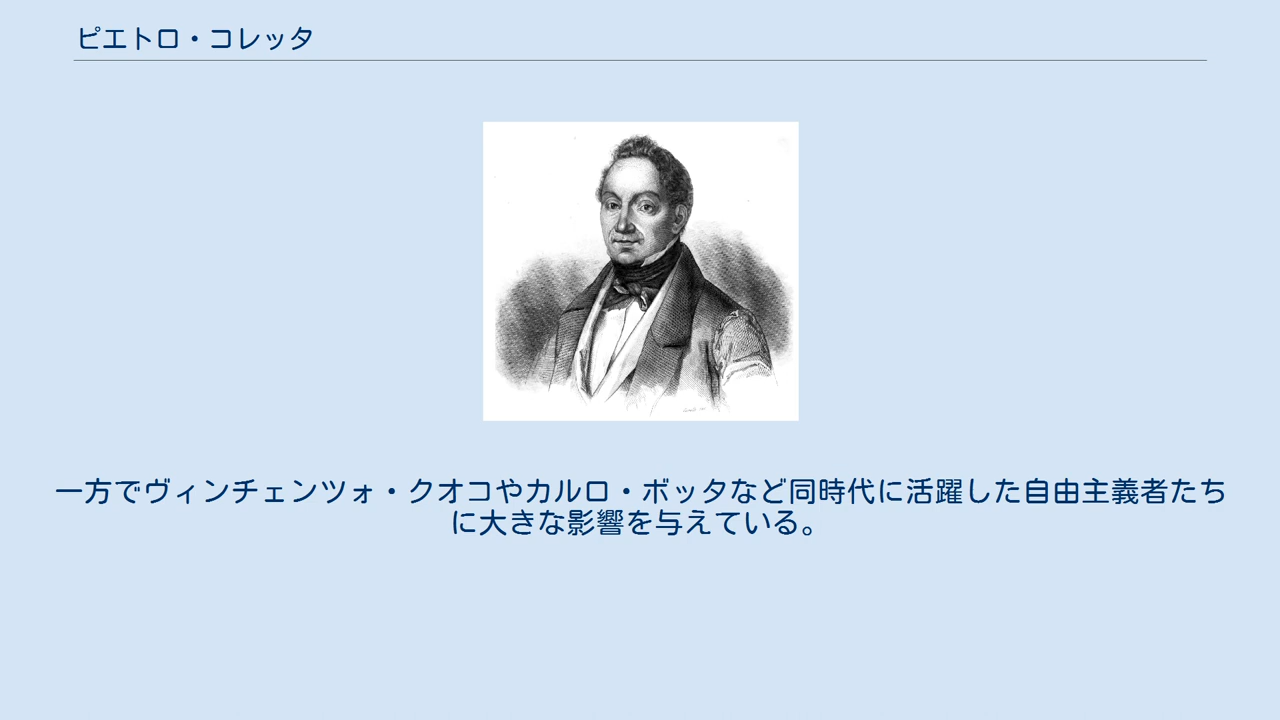 ピエトロ・コレッタ
一方でヴィンチェンツォ・クオコやカルロ・ボッタなど同時代に活躍した自由主義者たち
に大きな影響を与えている。